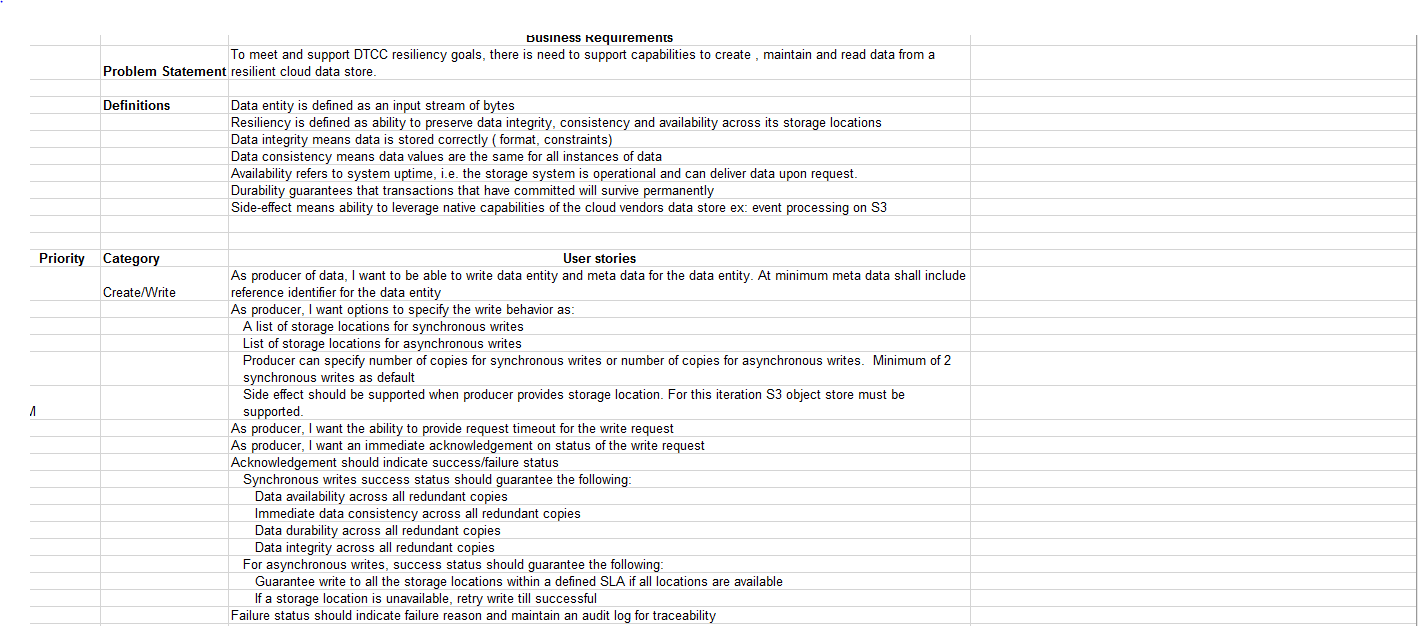 Business Requirements
To meet and support DTCC resiliency goals, there is need to support capabilities to create , maintain and read data from a
Problem Statement resilient cloud data store.
Definitions Data entity is defined as an input stream of bytes
Resiliency is defined as ability to preserve data integrity, consistency and availability across its storage locations
Data integrity means data is stored correctly ( format, constraints)
Data consistency means data values are the same for all instances of data
Availability refers to system uptime, i.e. the storage system is operational and can deliver data upon request.
Durability guarantees that transactions that have committed will survive permanently
Side-effect means ability to leverage native capabilities of the cloud vendors data store ex: event processing on S3
Priority Category User stories
As producer of data, I want to be able to write data entity and meta data for the data entity. At minimum meta data shall include
Create/Write reference identifier for the data entity
As producer, I want options to specify the write behavior as:
A list of storage locations for synchronous writes
List of storage locations for asynchronous writes
Producer can specify number of copies for synchronous writes or number of copies for asynchronous writes. Minimum of 2
synchronous writes as default
Side effect should be supported when producer provides storage location. For this iteration S3 object store must be
supported.
As producer, I want the ability to provide request timeout for the write request
As producer, I want an immediate acknowledgement on status of the write request
Acknowledgement should indicate success/failure status
Synchronous writes success status should guarantee the following:
Data availability across all redundant copies
Immediate data consistency across all redundant copies
Data durability across all redundant copies
Data integrity across all redundant copies
For asynchronous writes, success status should guarantee the following:
Guarantee write to all the storage locations within a defined SLA if all locations are available
If a storage location is unavailable, retry write till successful
Failure status should indicate failure reason and maintain an audit log for traceability